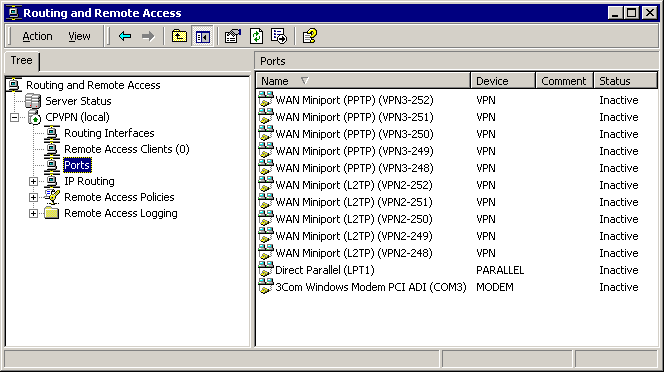 Routing and Remote Access
Action View
Tree
Routing and Remote Access
Server Status
CPVPN (local)
Routing Interfaces
Remote Access Clients (0)
Ports
IP Routing
Remote Access Policies
Remote Access Logging
Ports
Name Device Comment Status
WAN Miniport (PPTP) (VPN3-252) VPN Inactive
WAN Miniport (PPTP) (VPN3-251) VPN Inactive
WAN Miniport (PPTP) (VPN3-250) VPN Inactive
WAN Miniport (PPTP) (VPN3-249) VPN Inactive
WAN Miniport (PPTP) (VPN3-248) VPN Inactive
WAN Miniport (L2TP) (VPN2-252) VPN Inactive
WAN Miniport (L2TP) (VPN2-251) VPN Inactive
WAN Miniport (L2TP) (VPN2-250) VPN Inactive
WAN Miniport (L2TP) (VPN2-249) VPN Inactive
WAN Miniport (L2TP) (VPN2-248) VPN Inactive
Direct Parallel (LPT1) PARALLEL Inactive
3Com Windows Modem PCI ADI (COM3) MODEM Inactive